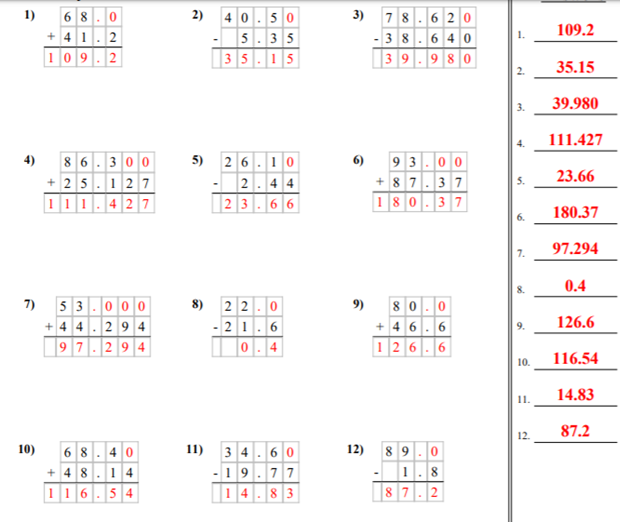 1) 68.0 2) 40.50 3) 78.620
+ 41.2 - 5.35 -38.640
109.2 35.15 39.980
4) 86.300 5) 26.10 6) 93.00
+25.127 - 2.44 + 87.37
111.427 23.66 180.37
7) 53.000 8) 22.0 9) 80.0
+44.294 -21.6 + 46.6
97.294 0.4 126.6
10) 68.40 11) 34.60 12) 89.0
+ 48.14 -19.77 - 1.8
116.54 14.83 87.2
1. 109.2
2. 35.15
3. 39.980
4. 111.427
5. 23.66
6. 180.37
7. 97.294
8. 0.4
9. 126.6
10. 116.54
11. 14.83
12. 87.2